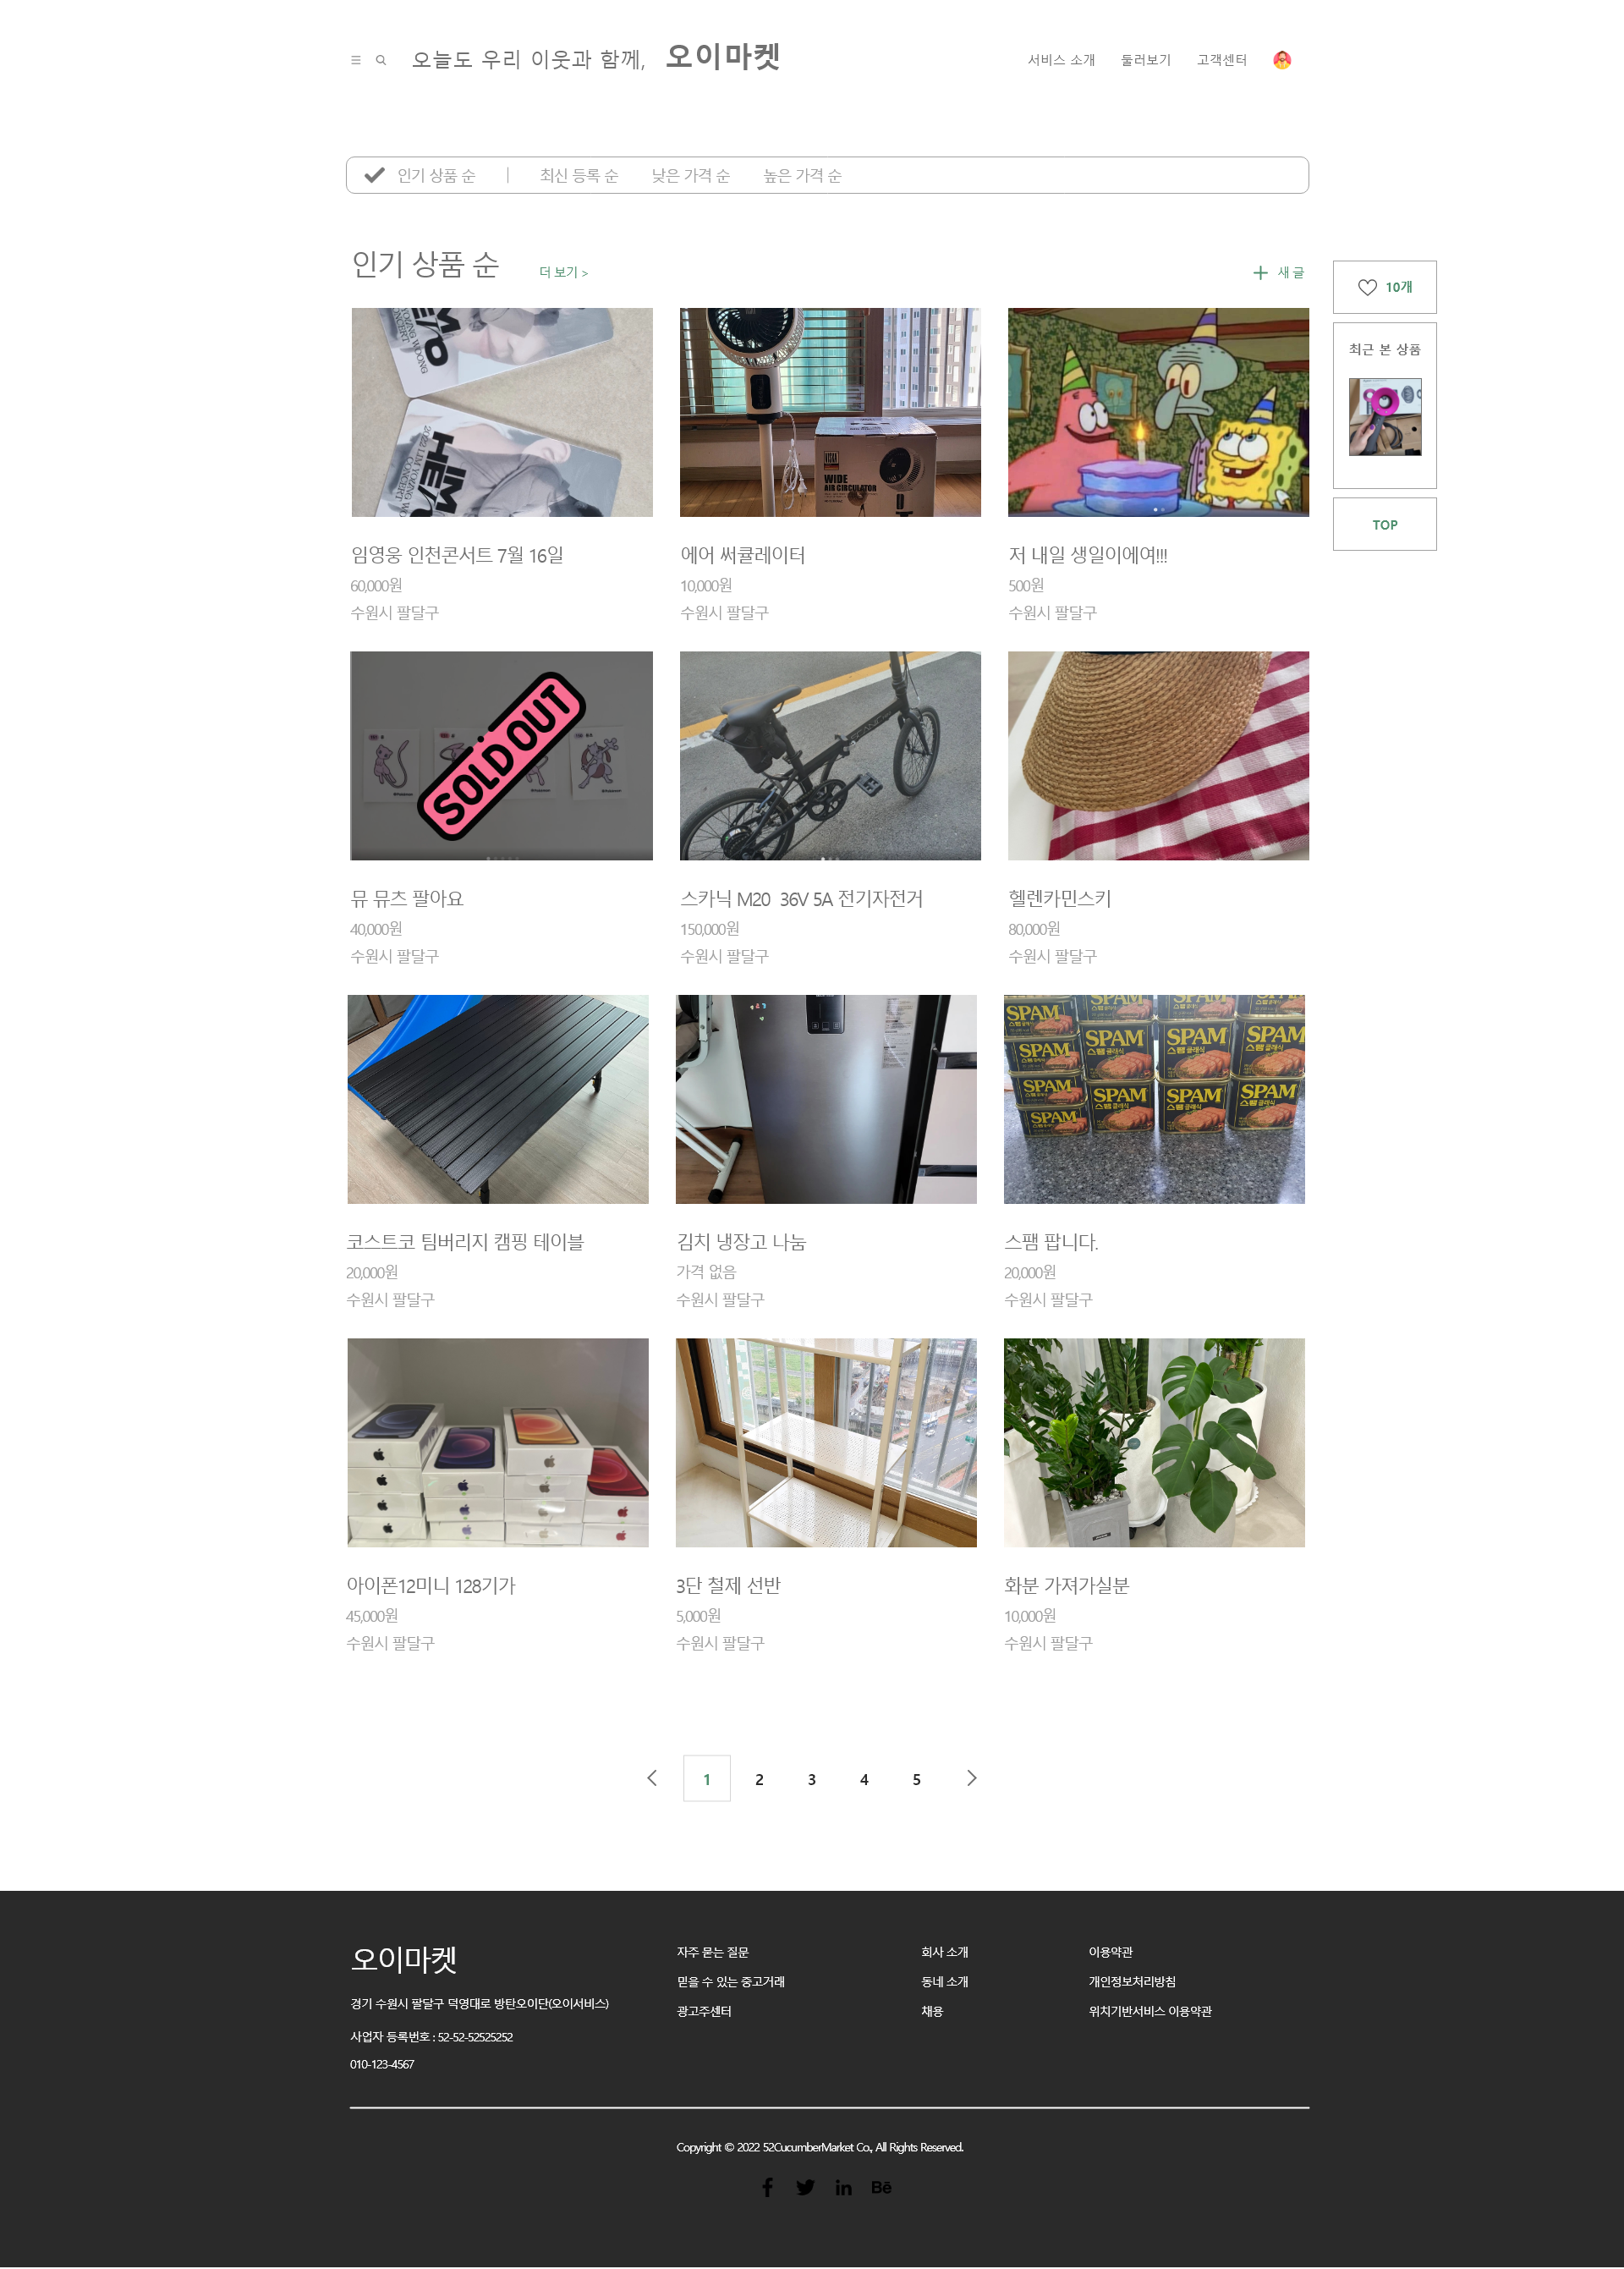 오늘도 우리 이웃과 함께, 오이마켓
서비스 소개 둘러보기 고객센터
인기 상품 순 | 최신 등록 순 낮은 가격 순 높은 가격 순
인기 상품 순 더 보기 > + 새 글
10개
최근 본 상품
TOP
IM
HERO
CONCERT
WIDE
AIR CIRCULATOR
임영웅 인천콘서트 7월 16일
60,000원
수원시 팔달구
에어 써큘레이터
10,000원
수원시 팔달구
저 내일 생일이에여!!!
500원
수원시 팔달구
SOLD OUT
뮤 뮤츠 팔아요
40,000원
수원시 팔달구
스카닉 M20 36V 5A 전기자전거
150,000원
수원시 팔달구
헬렌카민스키
80,000원
수원시 팔달구
SPAM
스팸 클래식
코스트코 팀버리지 캠핑 테이블
20,000원
수원시 팔달구
김치 냉장고 나눔
가격 없음
수원시 팔달구
스팸 팝니다.
20,000원
수원시 팔달구
아이폰12미니 128기가
45,000원
수원시 팔달구
3단 철제 선반
5,000원
수원시 팔달구
화분 가져가실분
10,000원
수원시 팔달구
1 2 3 4 5
오이마켓
경기 수원시 팔달구 덕영대로 방탄오이단(오이서비스)
사업자 등록번호 : 52-52-52525252
010-123-4567
자주 묻는 질문
믿을 수 있는 중고거래
광고주센터
회사 소개
동네 소개
채용
이용약관
개인정보처리방침
위치기반서비스 이용약관
Copyright © 2022 52CucumberMarket Co., All Rights Reserved.
f in Bē